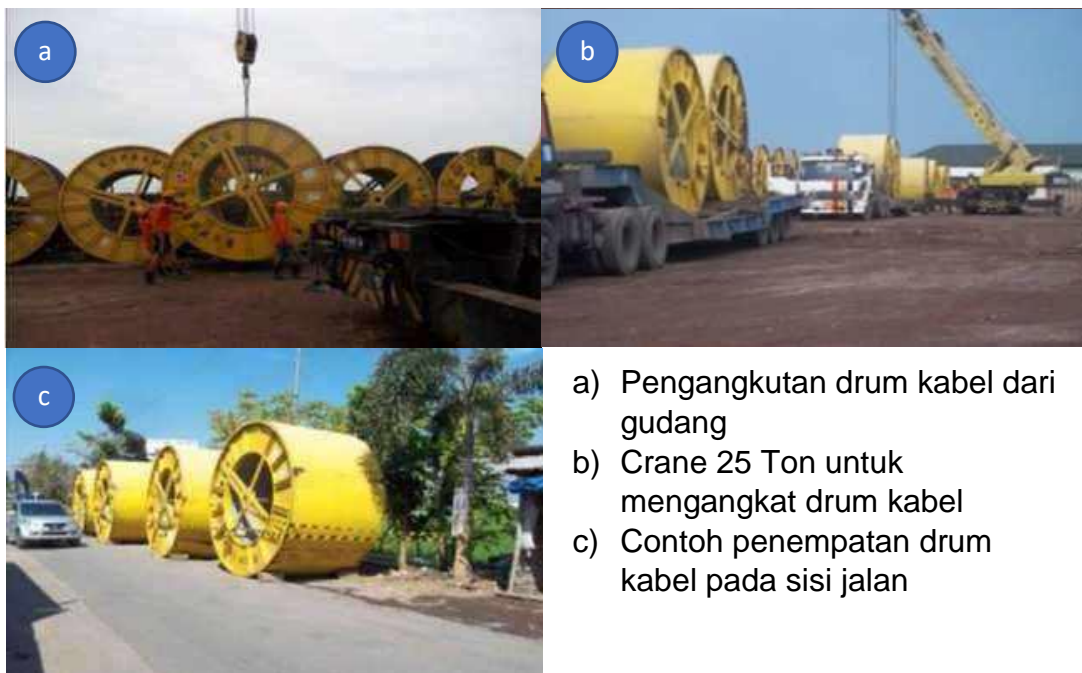 a
b
c
a) Pengangkutan drum kabel dari
gudang
b) Crane 25 Ton untuk
mengangkat drum kabel
c) Contoh penempatan drum
kabel pada sisi jalan